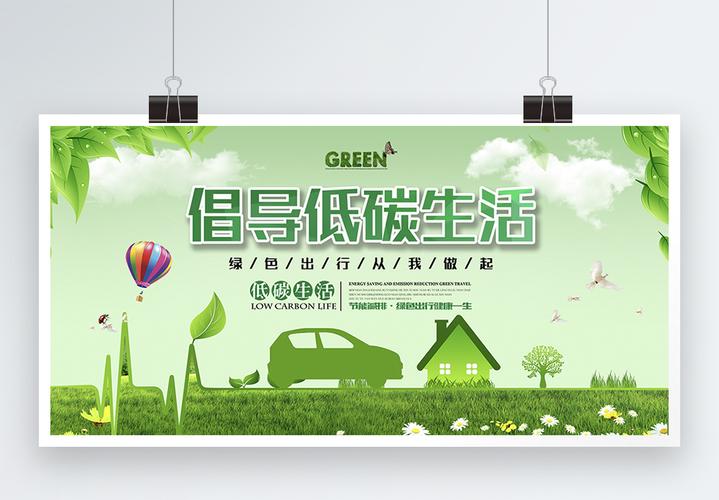 GREEN
倡导低碳生活
绿/色/出/行/从/我/做/起
低碳生活
LOW CARBON LIFE
ENERGY SAVING AND EMISSION REDUCTION GREEN TRAVEL
节能减排·绿色出行健康一生